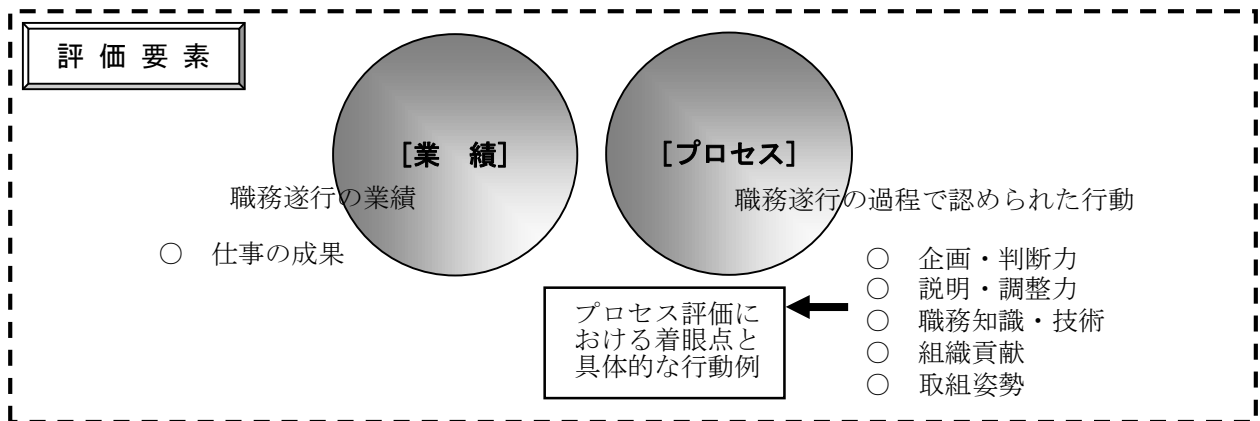 評 価 要 素
[業　績]
[プロセス]
職務遂行の業績
職務遂行の過程で認められた行動
○　仕事の成果
○　企画・判断力
○　説明・調整力
○　職務知識・技術
○　組織貢献
○　取組姿勢
プロセス評価に
おける着眼点と
具体的な行動例